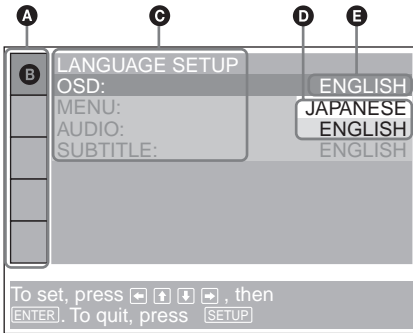 A C D E
B
LANGUAGE SETUP
OSD: ENGLISH
MENU: JAPANESE
AUDIO: ENGLISH
SUBTITLE: ENGLISH
To set, press ← ↑ ↓ → , then
ENTER . To quit, press SETUP